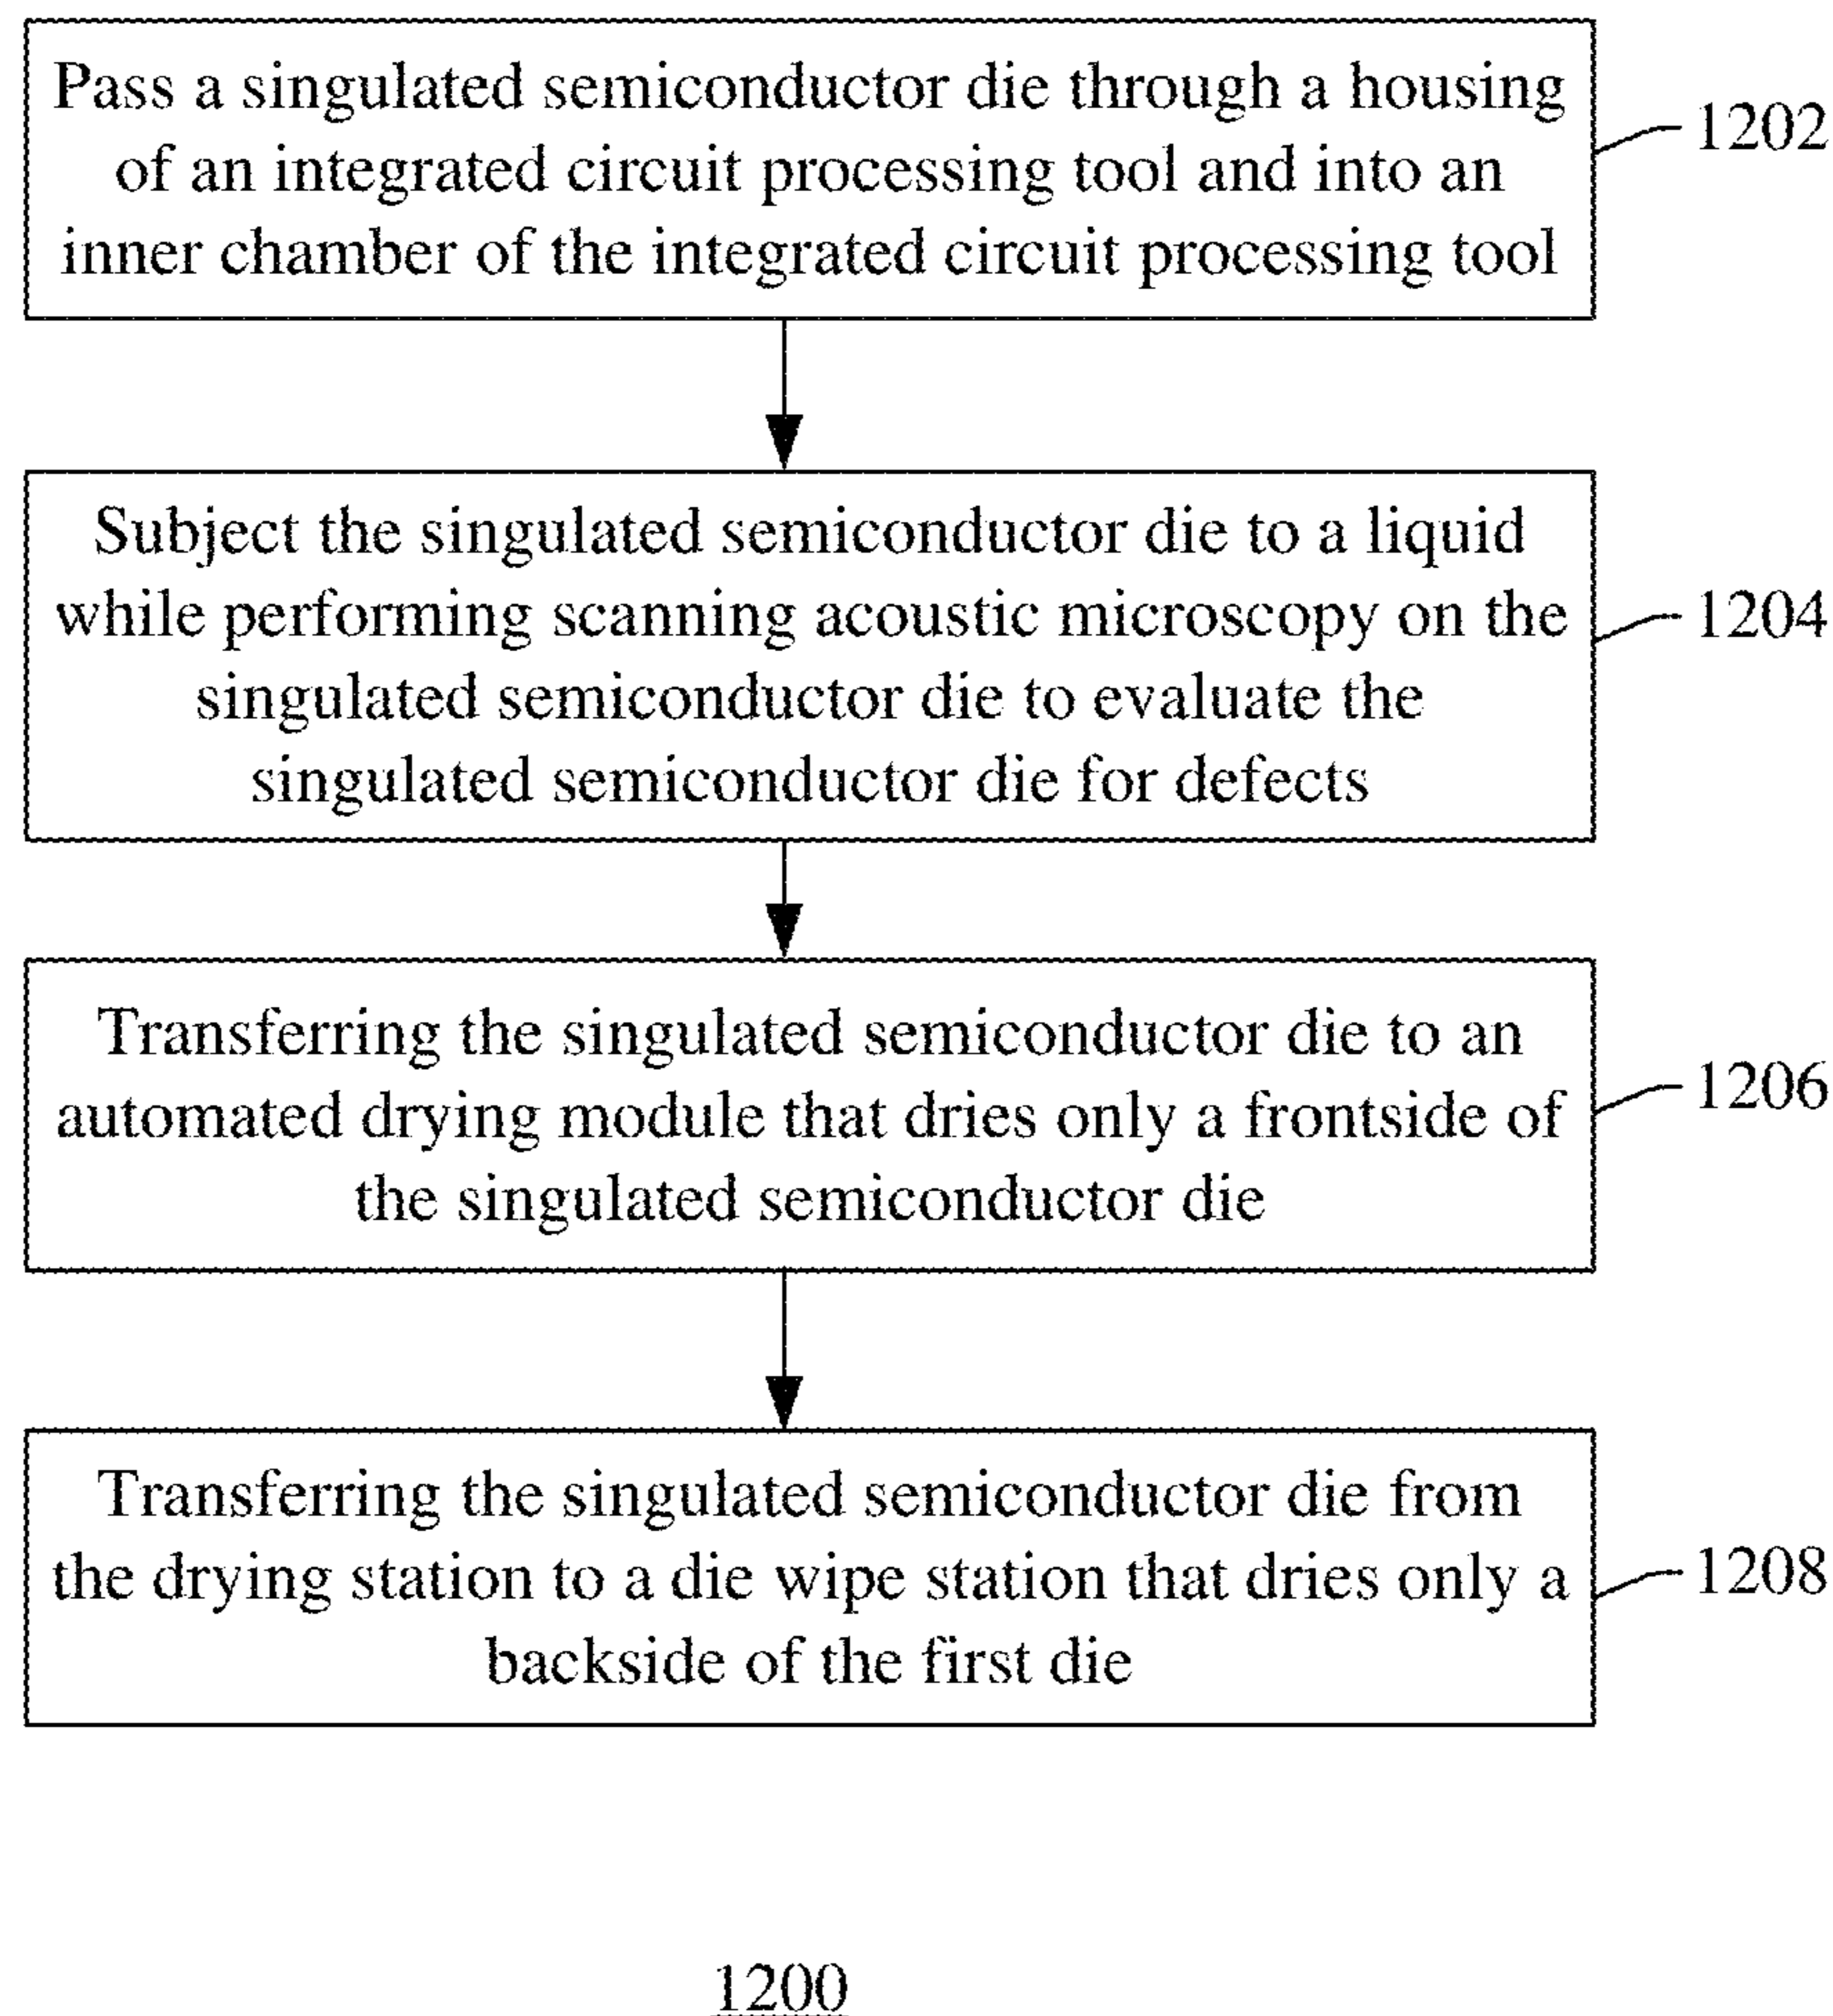 Pass a singulated semiconductor die through a housing
of an integrated circuit processing tool and into an
inner chamber of the integrated circuit processing tool
1202
Subject the singulated semiconductor die to a liquid
while performing scanning acoustic microscopy on the
singulated semiconductor die to evaluate the
singulated semiconductor die for defects
1204
Transferring the singulated semiconductor die to an
automated drying module that dries only a frontside of
the singulated semiconductor die
1206
Transferring the singulated semiconductor die from
the drying station to a die wipe station that dries only a
backside of the first die
1208
1200